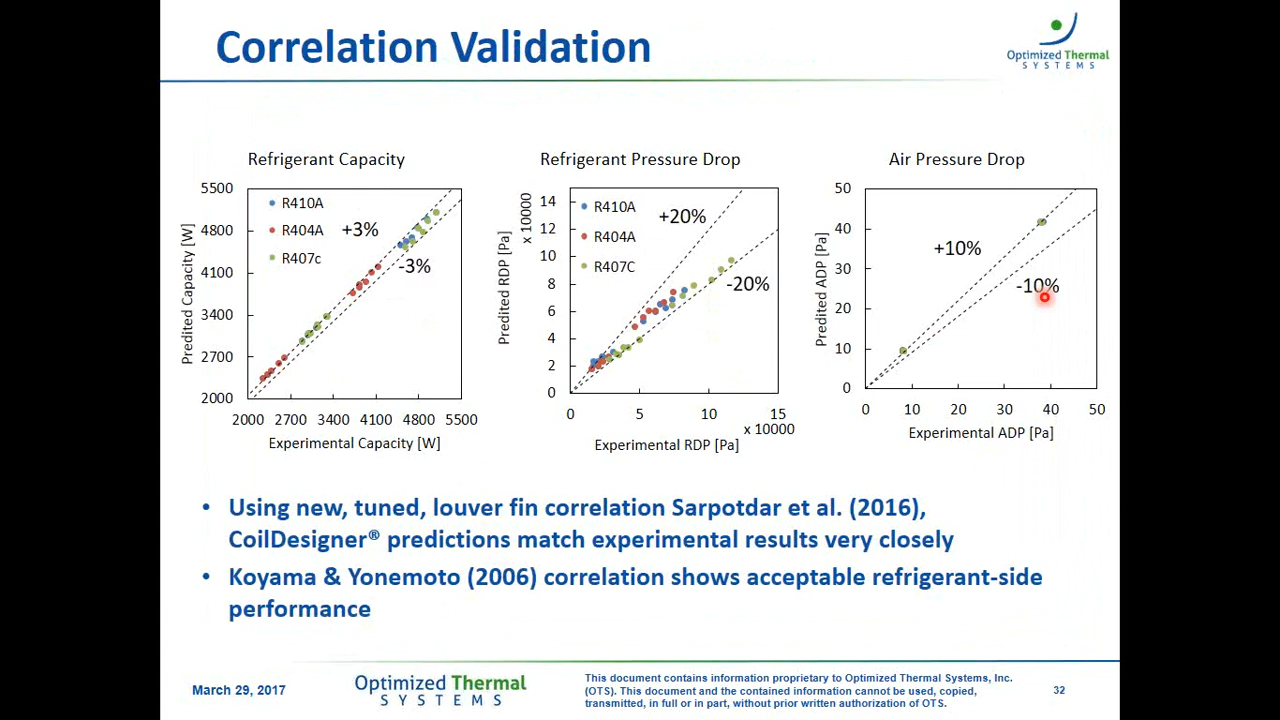 Correlation Validation
Optimized Thermal
SYSTEMS
Refrigerant Capacity
5500
4800
4100
3400
2700
2000
2000 2700 3400 4100 4800 5500
Predited Capacity [W]
Experimental Capacity [W]
R410A
R404A
R407c
+3%
-3%
Refrigerant Pressure Drop
14
12
10
8
6
4
2
0
0 5 10 15
x 10000
Predited RDP [Pa]
x 10000
Experimental RDP [Pa]
R410A
R404A
R407C
+20%
-20%
Air Pressure Drop
50
40
30
20
10
0
0 10 20 30 40 50
Predited ADP [Pa]
Experimental ADP [Pa]
+10%
-10%
• Using new, tuned, louver fin correlation Sarpotdar et al. (2016),
CoilDesigner® predictions match experimental results very closely
• Koyama & Yonemoto (2006) correlation shows acceptable refrigerant-side
performance
March 29, 2017
Optimized Thermal
SYSTEMS
This document contains information proprietary to Optimized Thermal Systems, Inc.
(OTS). This document and the contained information cannot be used, copied,
transmitted, in full or in part, without prior written authorization of OTS.
32